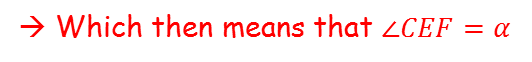 → Which then means that ∠𝐶𝐸𝐹 = 𝛼